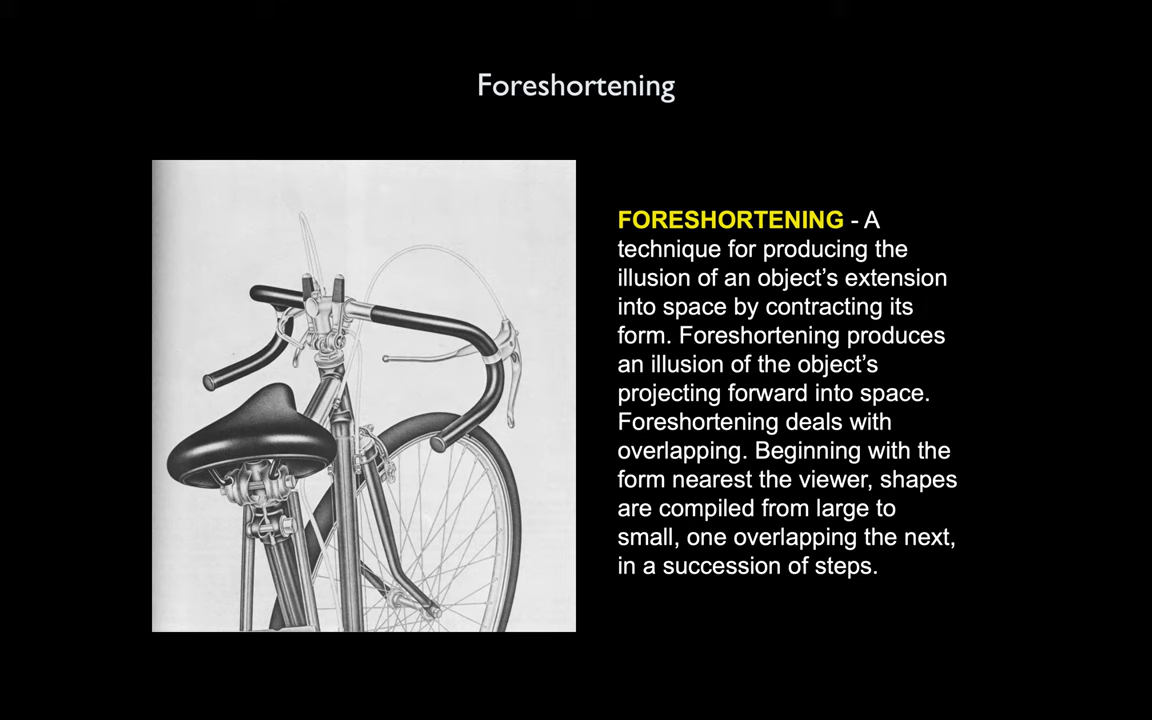 Foreshortening
FORESHORTENING - A
technique for producing the
illusion of an object’s extension
into space by contracting its
form. Foreshortening produces
an illusion of the object’s
projecting forward into space.
Foreshortening deals with
overlapping. Beginning with the
form nearest the viewer, shapes
are compiled from large to
small, one overlapping the next,
in a succession of steps.